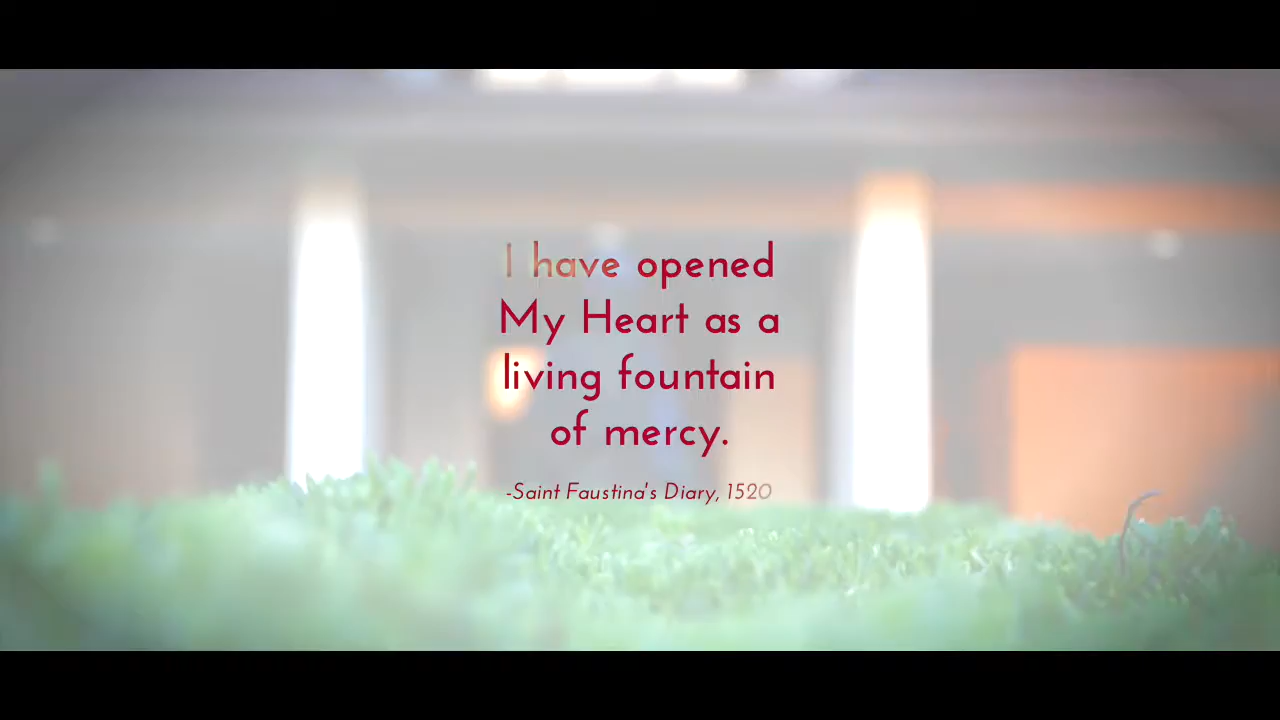 I have opened
My Heart as a
living fountain
of mercy.
-Saint Faustina's Diary, 1520